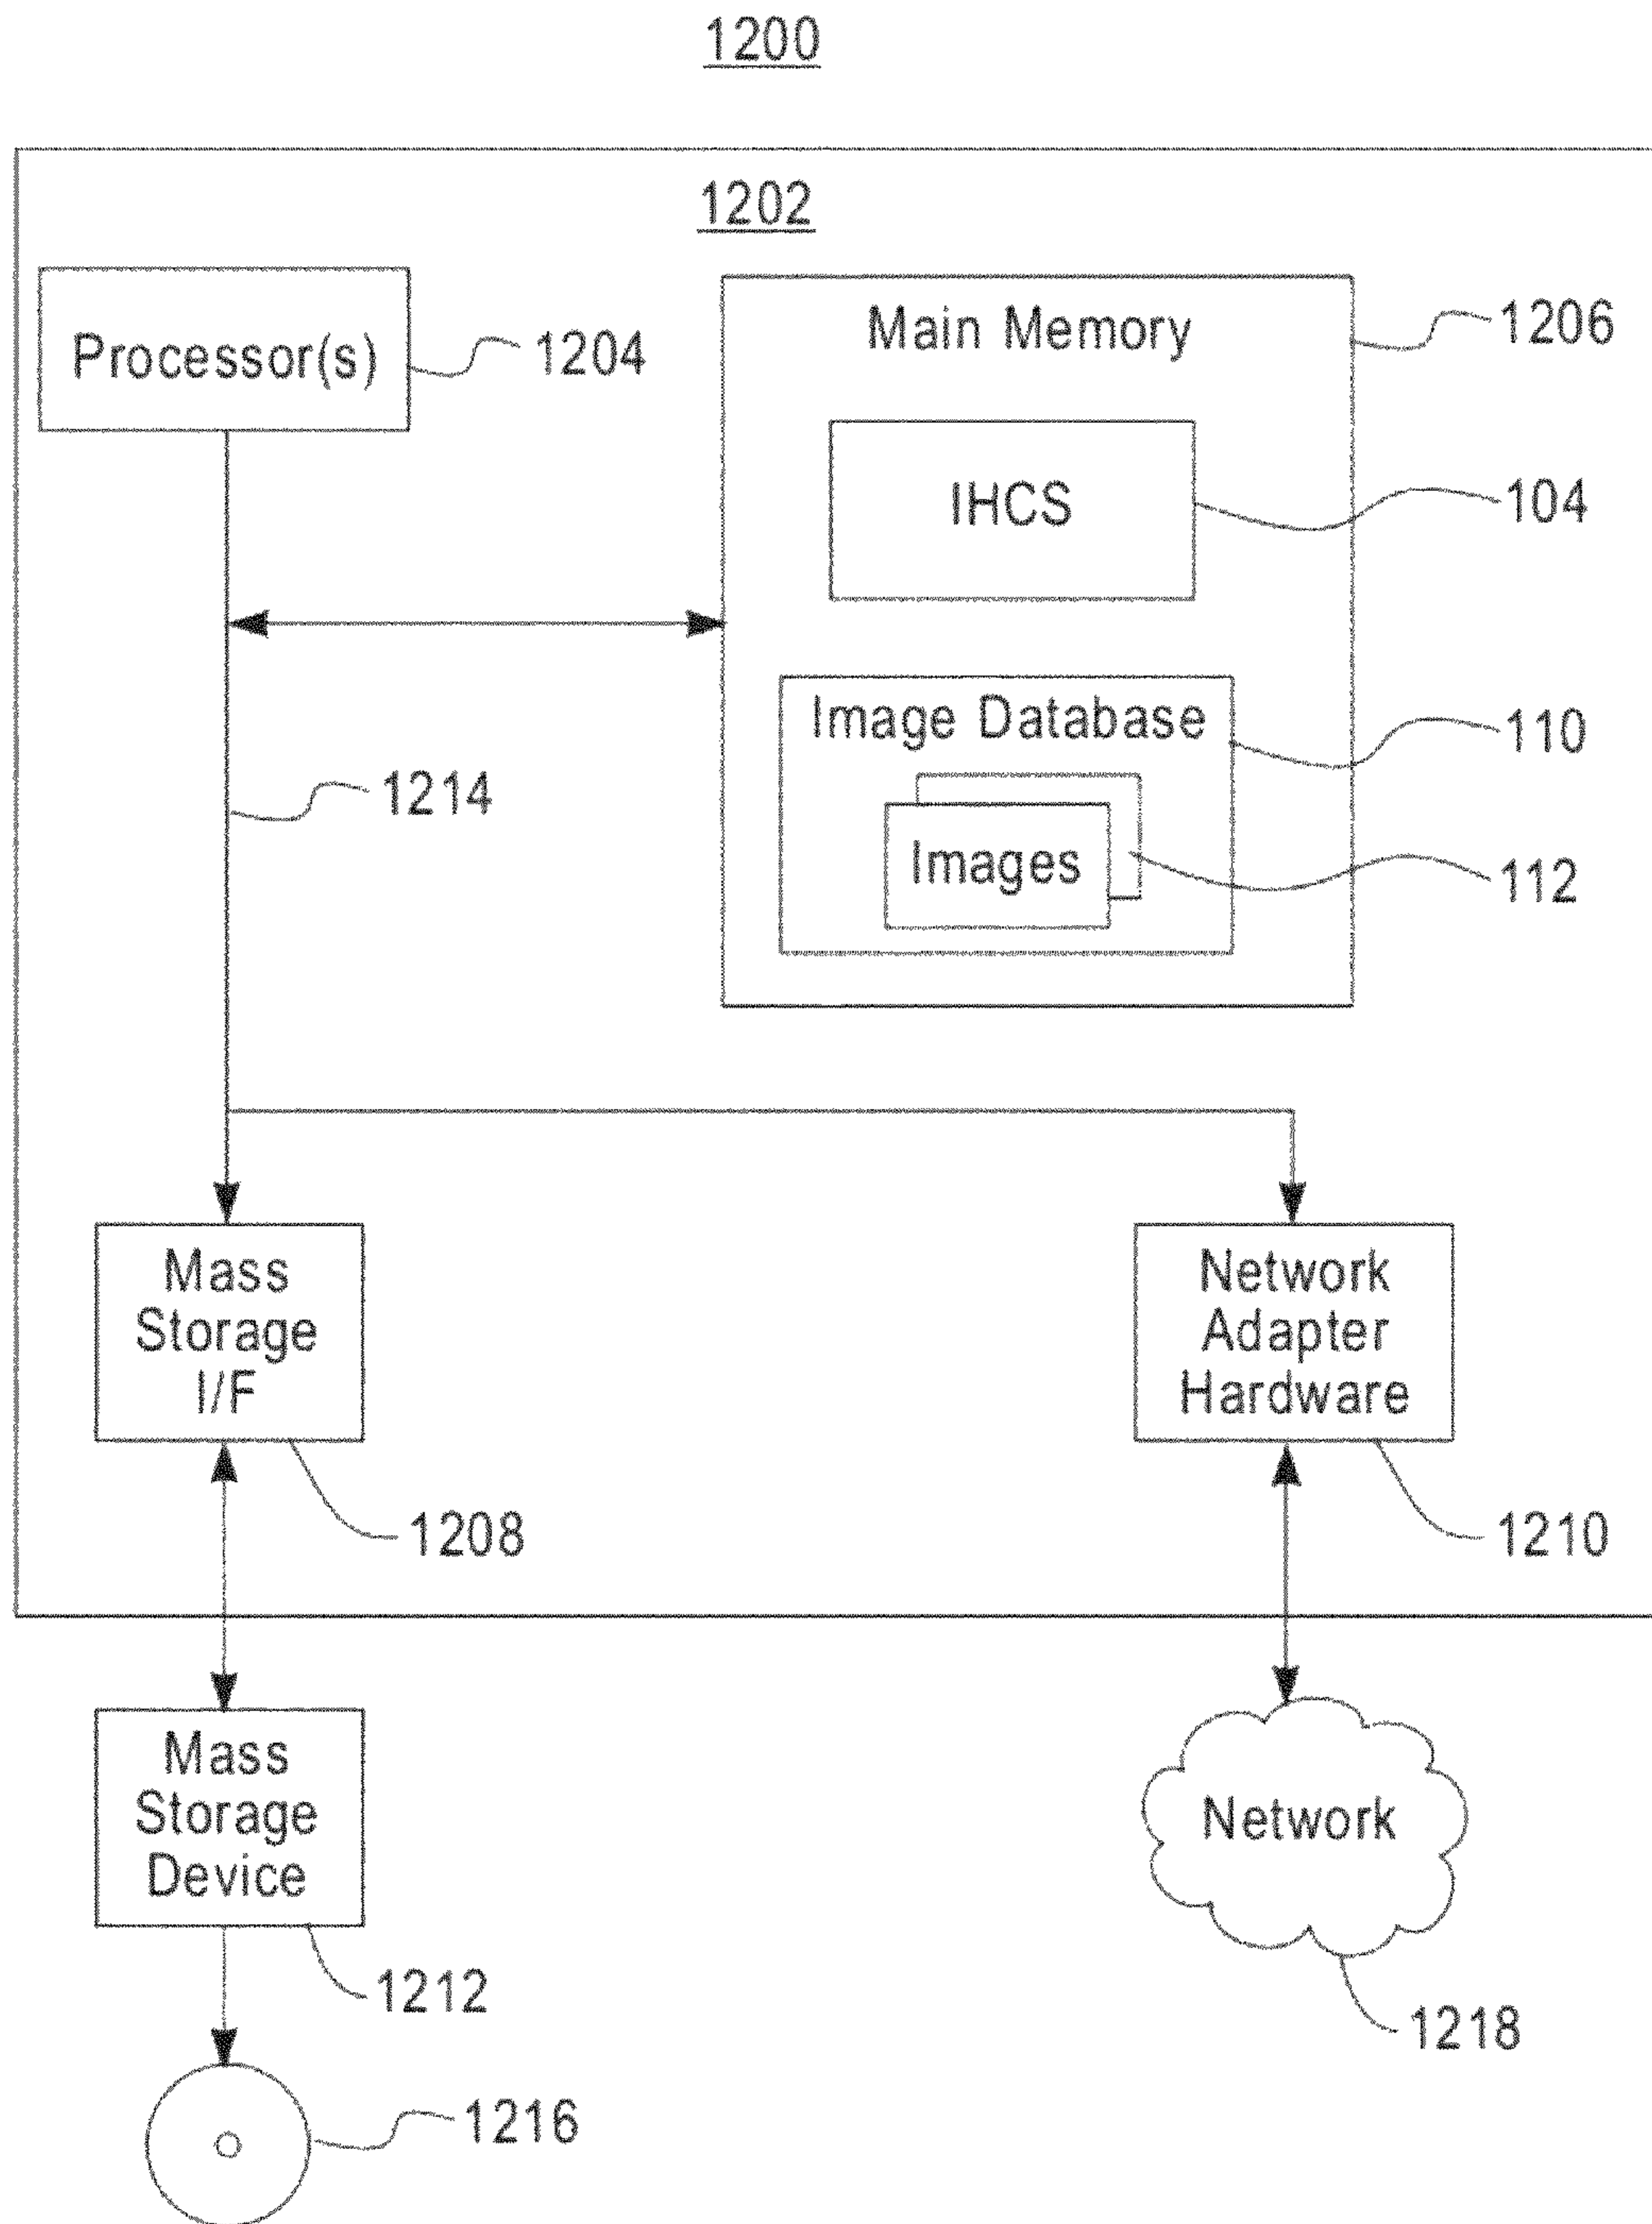 1200
1202
Processor(s)
1204
Main Memory
1206
IHCS
104
Image Database
110
1214
Images
112
Mass
Storage
I/F
1208
Network
Adapter
Hardware
1210
Mass
Storage
Device
1212
Network
1218
1216